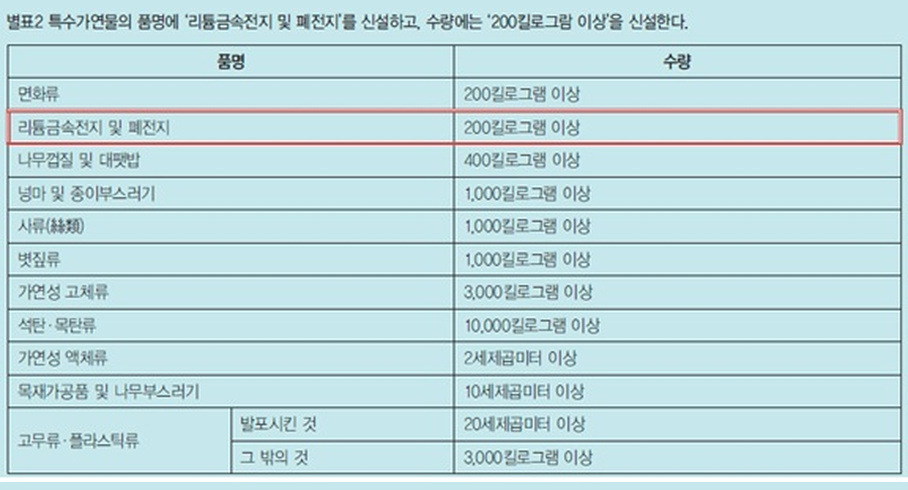 별표2 특수가연물의 품명에 '리튬금속전지 및 폐전지'를 신설하고, 수량에는 '200킬로그람 이상'을 신설한다.
품명 수량
면화류 200킬로그램 이상
리튬금속전지 및 폐전지 200킬로그램 이상
나무껍질 및 대팻밥 400킬로그램 이상
넝마 및 종이부스러기 1,000킬로그램 이상
사류(絲類) 1,000킬로그램 이상
볏짚류 1,000킬로그램 이상
가연성 고체류 3,000킬로그램 이상
석탄·목탄류 10,000킬로그램 이상
가연성 액체류 2세제곱미터 이상
목재가공품 및 나무부스러기 10세제곱미터 이상
고무류·플라스틱류 발포시킨 것 20세제곱미터 이상
그 밖의 것 3,000킬로그램 이상